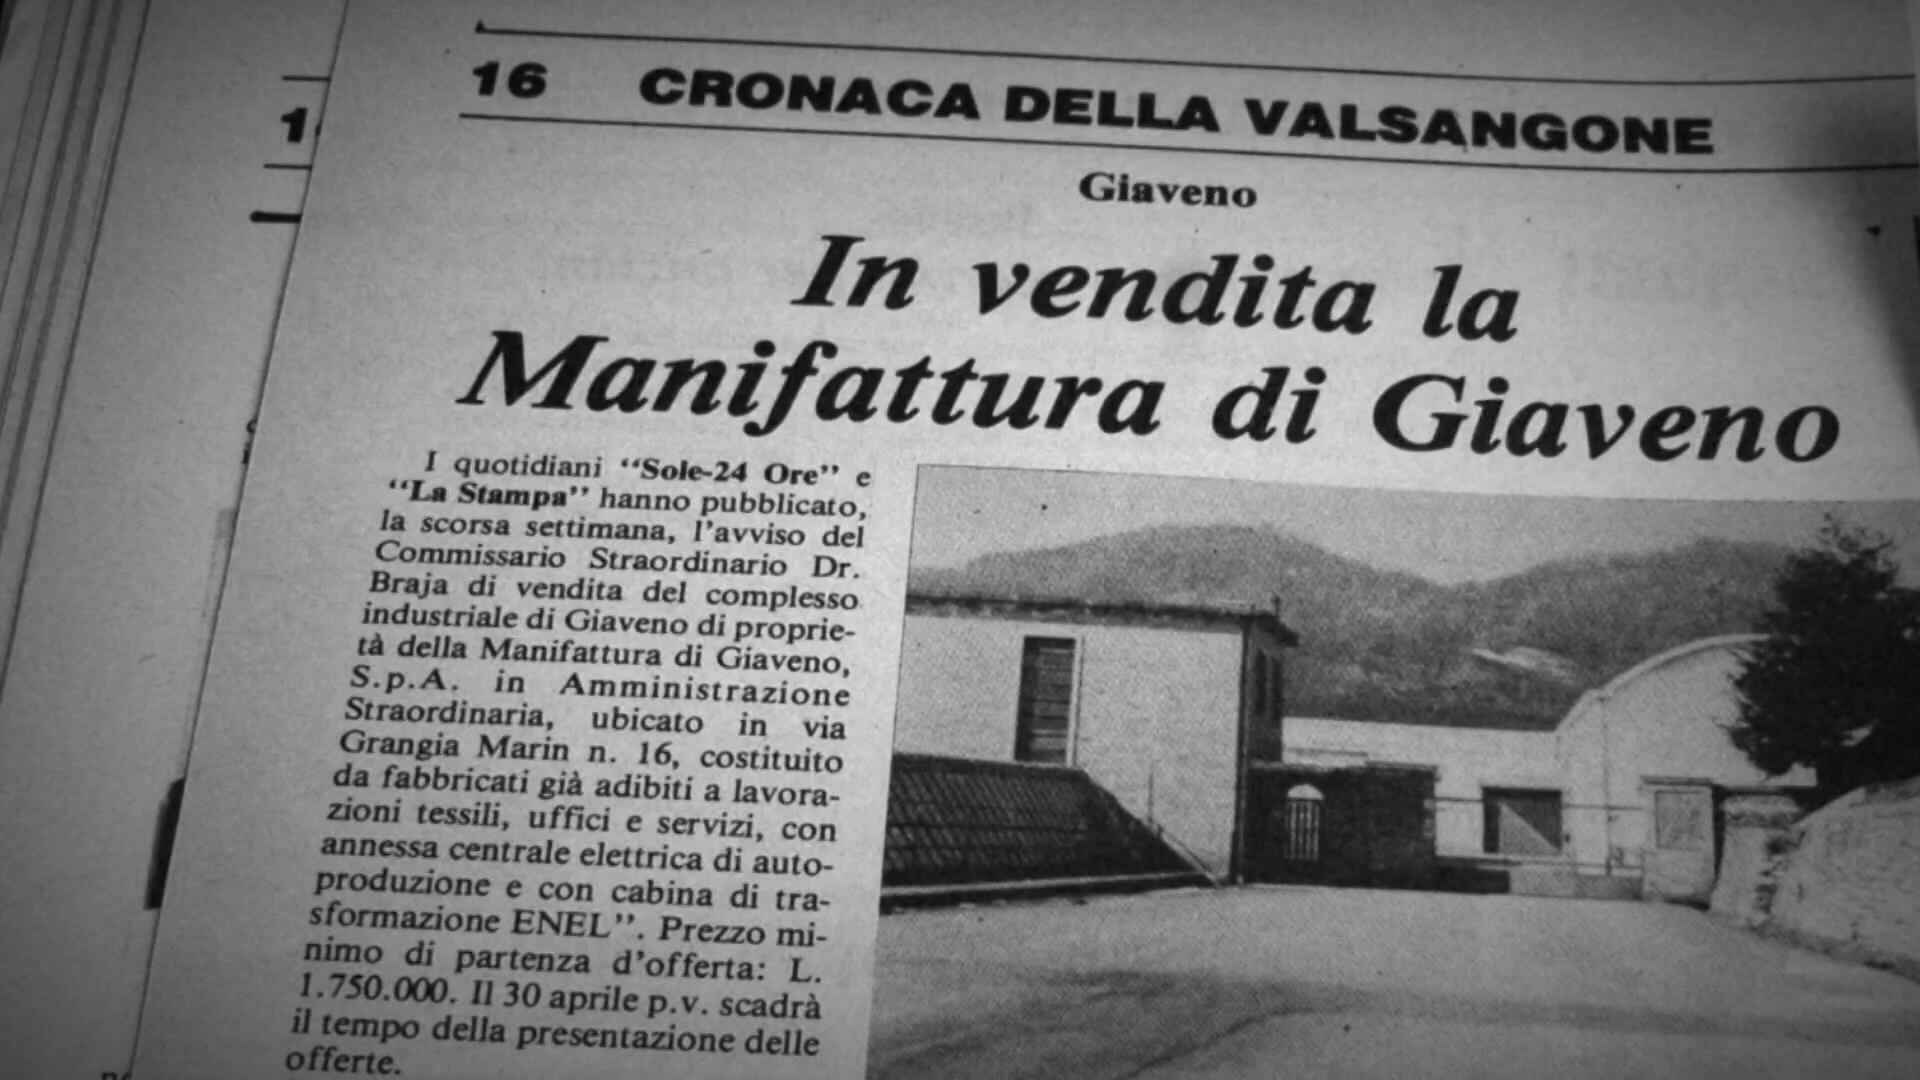 16 CRONACA DELLA VALSANGONE
Giaveno
In vendita la
Manifattura di Giaveno
I quotidiani “Sole-24 Ore” e
“La Stampa” hanno pubblicato,
la scorsa settimana, l’avviso del
Commissario Straordinario Dr.
Braja di vendita del complesso
industriale di Giaveno di proprie-
tà della Manifattura di Giaveno,
S.p.A. in Amministrazione
Straordinaria, ubicato in via
Grangia Marin n. 16, costituito
da fabbricati già adibiti a lavora-
zioni tessili, uffici e servizi, con
annessa centrale elettrica di auto-
produzione e con cabina di tra-
sformazione ENEL”. Prezzo mi-
nimo di partenza d’offerta: L.
1.750.000. Il 30 aprile p.v. scadrà
il tempo della presentazione delle
offerte.